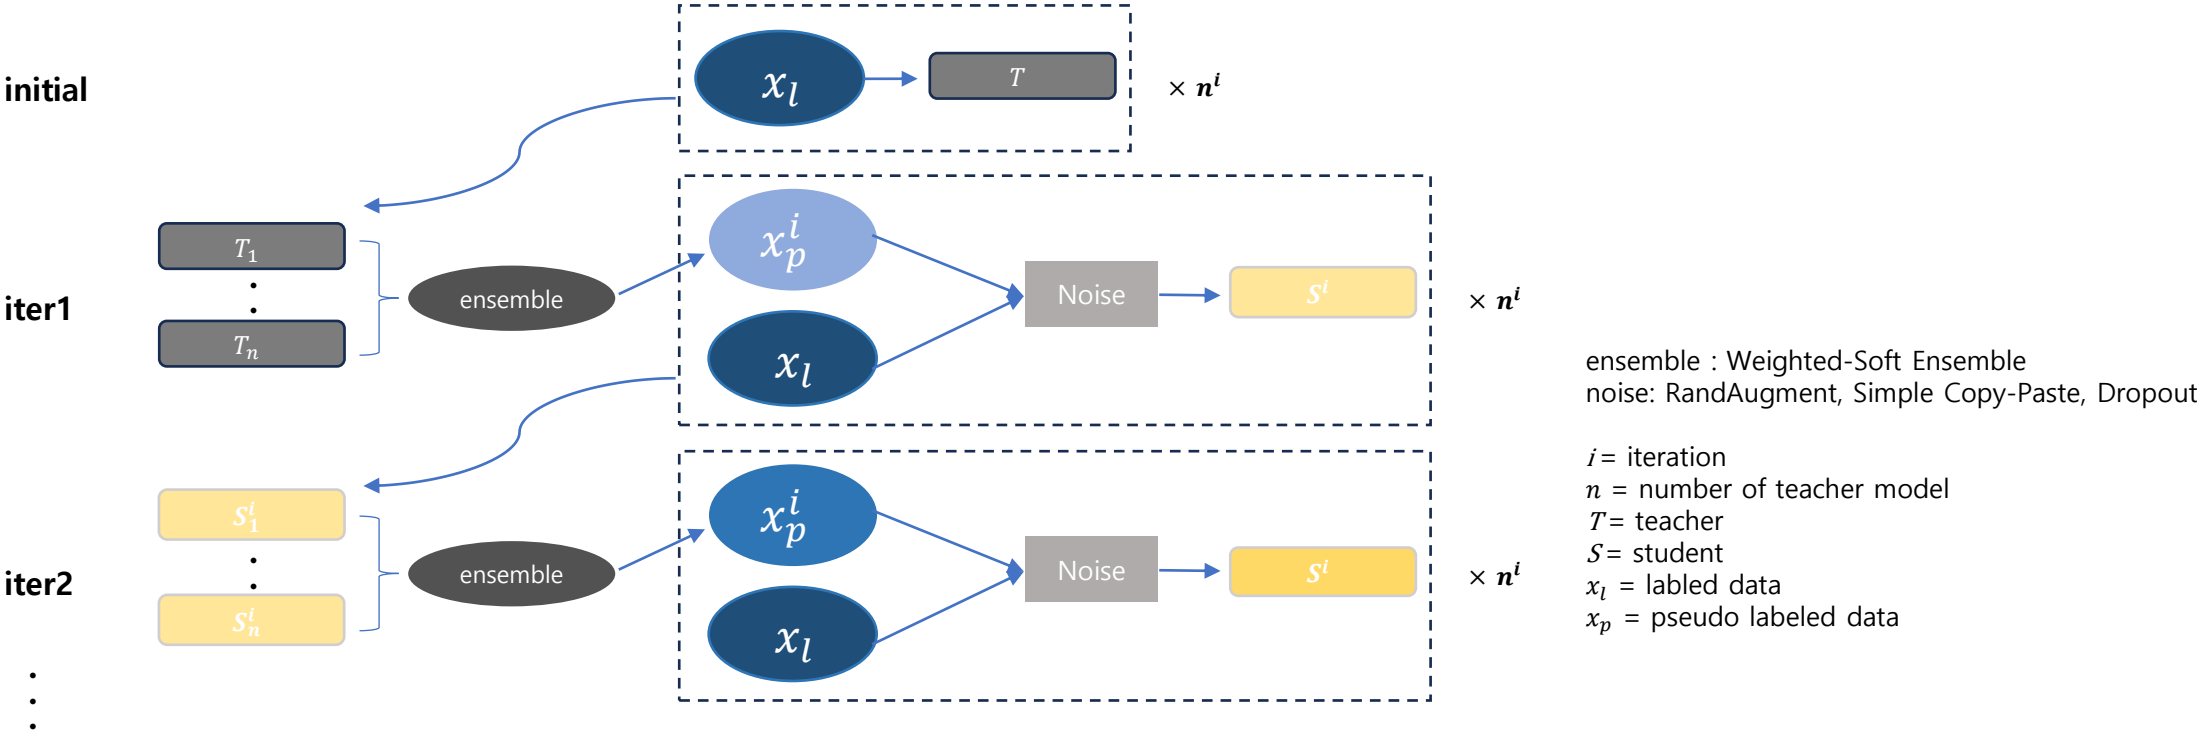 initial
x_l
T
× n^i
iter1
T_1
T_n
ensemble
x_p^i
x_l
Noise
S^i
× n^i
iter2
S_1^i
S_n^i
ensemble
x_p^i
x_l
Noise
S^i
× n^i
ensemble : Weighted-Soft Ensemble
noise: RandAugment, Simple Copy-Paste, Dropout
i = iteration
n = number of teacher model
T = teacher
S = student
x_l = labled data
x_p = pseudo labeled data